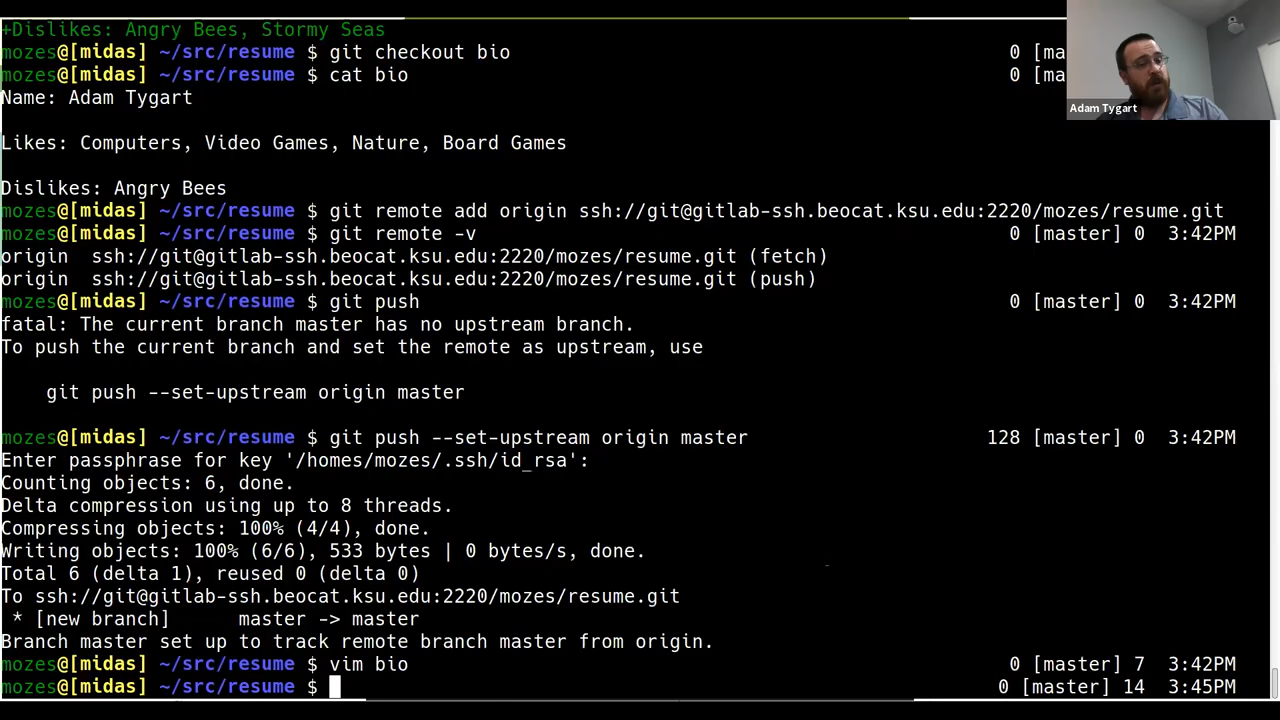 +Dislikes: Angry Bees, Stormy Seas
mozes@[midas] ~/src/resume $ git checkout bio 0 [mast
mozes@[midas] ~/src/resume $ cat bio 0 [mat
Name: Adam Tygart
Adam Tygart
Likes: Computers, Video Games, Nature, Board Games
Dislikes: Angry Bees
mozes@[midas] ~/src/resume $ git remote add origin ssh://git@gitlab-ssh.beocat.ksu.edu:2220/mozes/resume.git
mozes@[midas] ~/src/resume $ git remote -v 0 [master] 0 3:42PM
origin ssh://git@gitlab-ssh.beocat.ksu.edu:2220/mozes/resume.git (fetch)
origin ssh://git@gitlab-ssh.beocat.ksu.edu:2220/mozes/resume.git (push)
mozes@[midas] ~/src/resume $ git push 0 [master] 0 3:42PM
fatal: The current branch master has no upstream branch.
To push the current branch and set the remote as upstream, use
git push --set-upstream origin master
mozes@[midas] ~/src/resume $ git push --set-upstream origin master 128 [master] 0 3:42PM
Enter passphrase for key '/homes/mozes/.ssh/id_rsa':
Counting objects: 6, done.
Delta compression using up to 8 threads.
Compressing objects: 100% (4/4), done.
Writing objects: 100% (6/6), 533 bytes | 0 bytes/s, done.
Total 6 (delta 1), reused 0 (delta 0)
To ssh://git@gitlab-ssh.beocat.ksu.edu:2220/mozes/resume.git
* [new branch] master -> master
Branch master set up to track remote branch master from origin.
mozes@[midas] ~/src/resume $ vim bio 0 [master] 7 3:42PM
mozes@[midas] ~/src/resume $ 0 [master] 14 3:45PM